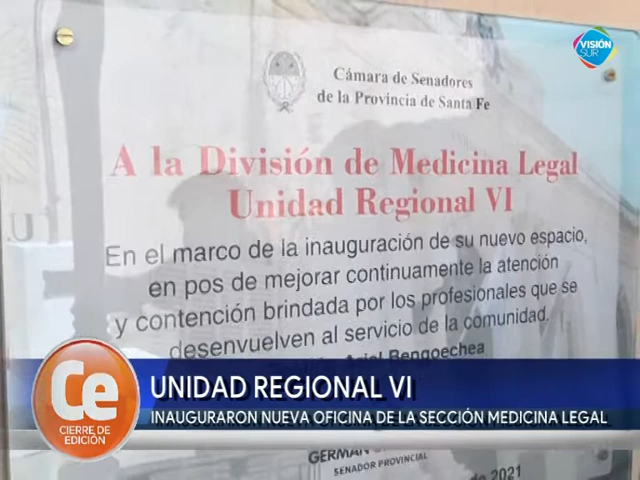 VISIÓN
SUR
Cámara de Senadores
de la Provincia de Santa Fe
A la División de Medicina Legal
Unidad Regional VI
En el marco de la inauguración de su nuevo espacio,
en pos de mejorar continuamente la atención
y contención brindada por los profesionales que se
desenvuelven al servicio de la comunidad.
Bengoechea
Ce
CIERRE DE
EDICIÓN
UNIDAD REGIONAL VI
INAUGURARON NUEVA OFICINA DE LA SECCIÓN MEDICINA LEGAL
GERMAN
SENADOR PROVINCIAL
de 2021